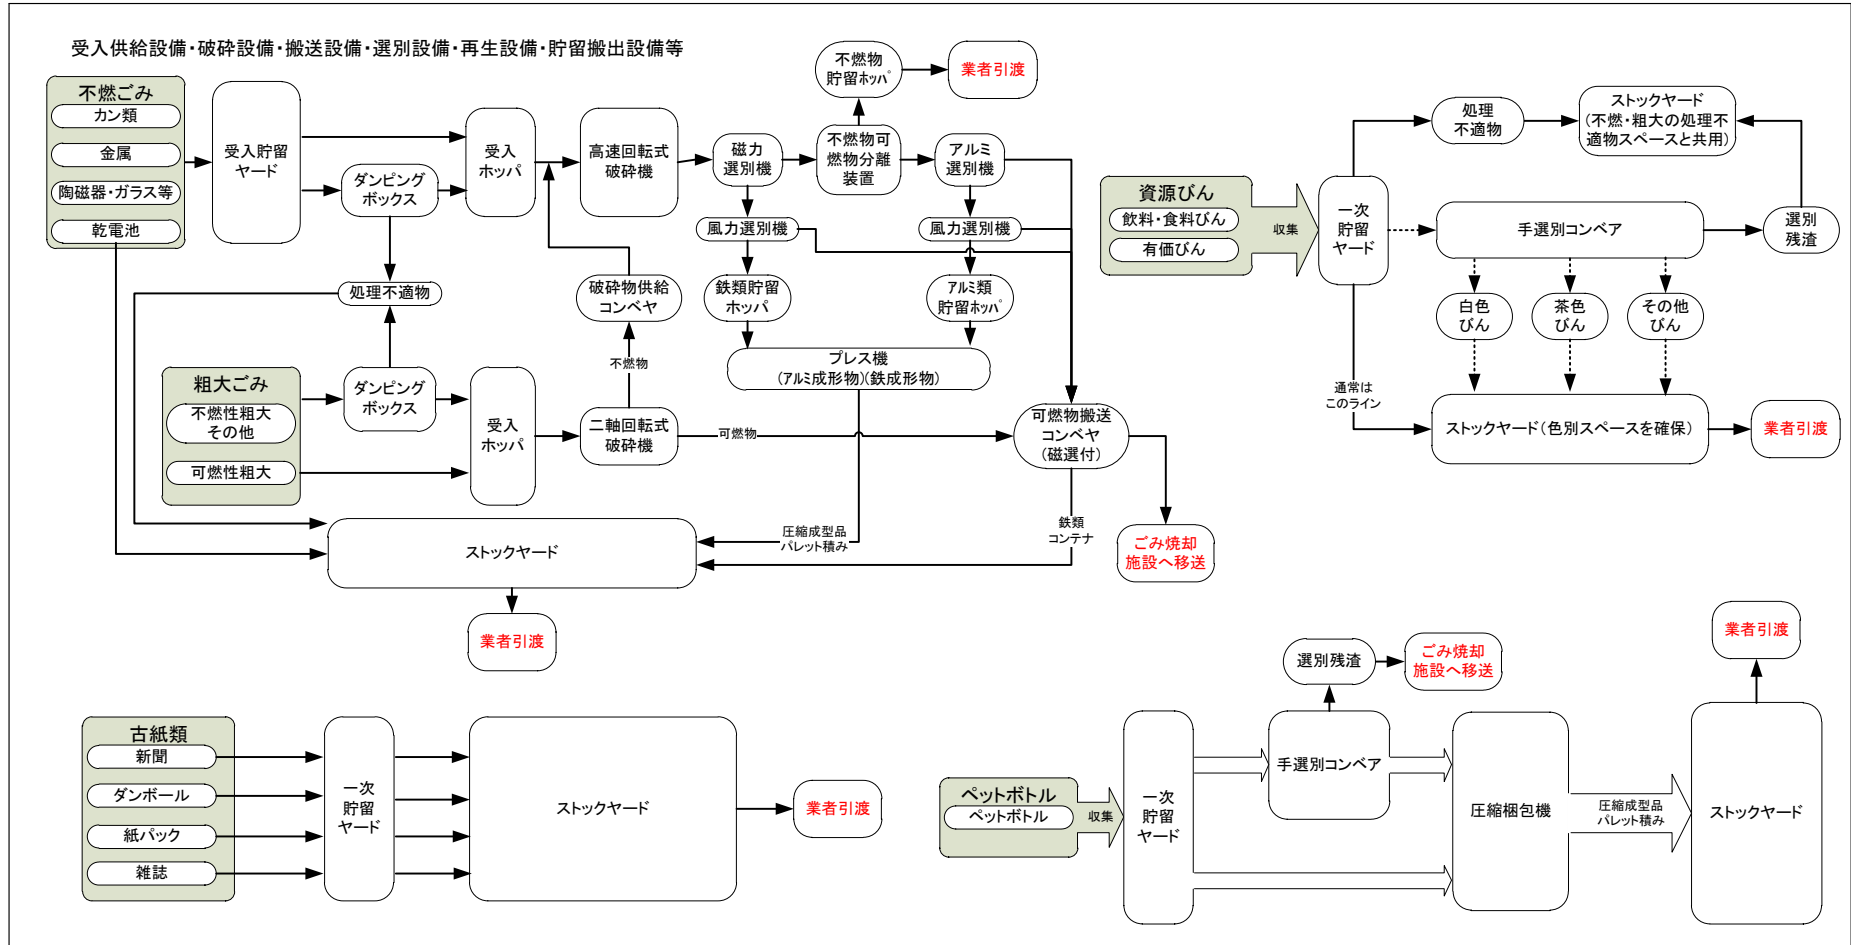 受入供給設備・破砕設備・搬送設備・選別設備・再生設備・貯留搬出設備等
不燃ごみ
カン類
金属
陶磁器・ガラス等
乾電池
受入貯留
ヤード
ダンピング
ボックス
受入
ホッパ
高速回転式
破砕機
磁力
選別機
不燃物
貯留ホッパ
業者引渡
不燃物可
燃物分離
装置
アルミ
選別機
風力選別機
風力選別機
処理不適物
破砕物供給
コンベヤ
鉄類貯留
ホッパ
アルミ類
貯留ホッパ
不燃物
プレス機
(アルミ成形物)(鉄成形物)
粗大ごみ
不燃性粗大
その他
可燃性粗大
ダンピング
ボックス
受入
ホッパ
二軸回転式
破砕機
可燃物
可燃物搬送
コンベヤ
(磁選付)
圧縮成型品
パレット積み
鉄類
コンテナ
ごみ焼却
施設へ移送
ストックヤード
業者引渡
資源びん
飲料・食料びん
有価びん
収集
一次
貯留
ヤード
処理
不適物
ストックヤード
(不燃・粗大の処理不
適物スペースと共用)
手選別コンベア
選別
残渣
白色
びん
茶色
びん
その他
びん
通常は
このライン
ストックヤード(色別スペースを確保)
業者引渡
古紙類
新聞
ダンボール
紙パック
雑誌
一次
貯留
ヤード
ストックヤード
業者引渡
ペットボトル
ペットボトル
収集
一次
貯留
ヤード
選別残渣
ごみ焼却
施設へ移送
手選別コンベア
圧縮梱包機
圧縮成型品
パレット積み
ストックヤード
業者引渡